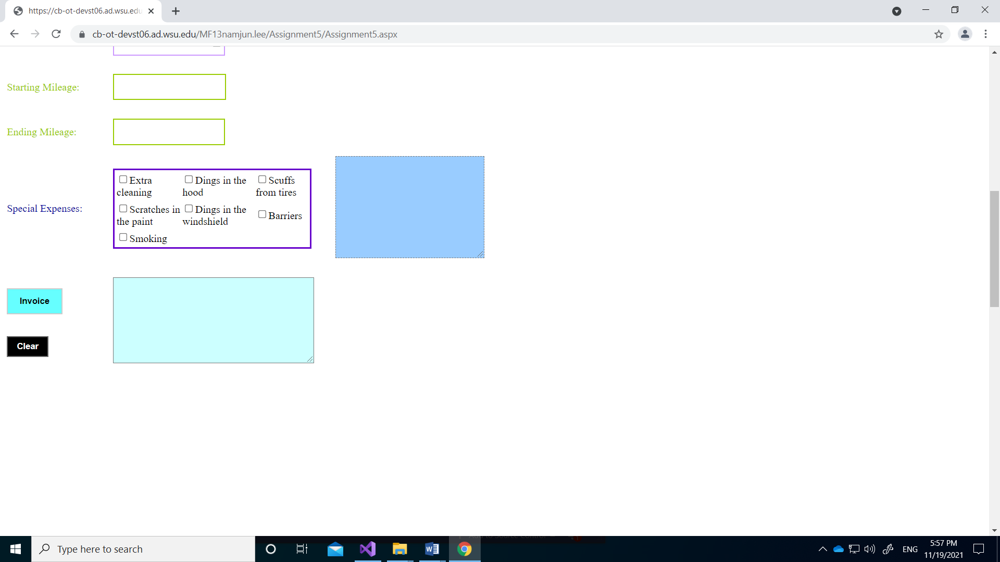 https://cb-ot-devst06.ad.wsu.edu
cb-ot-devst06.ad.wsu.edu/MF13namjun.lee/Assignment5/Assignment5.aspx
Starting Mileage:
Ending Mileage:
Special Expenses:
Extra cleaning
Dings in the hood
Scuffs from tires
Scratches in the paint
Dings in the windshield
Barriers
Smoking
Invoice
Clear
Type here to search
ENG
5:57 PM
11/19/2021